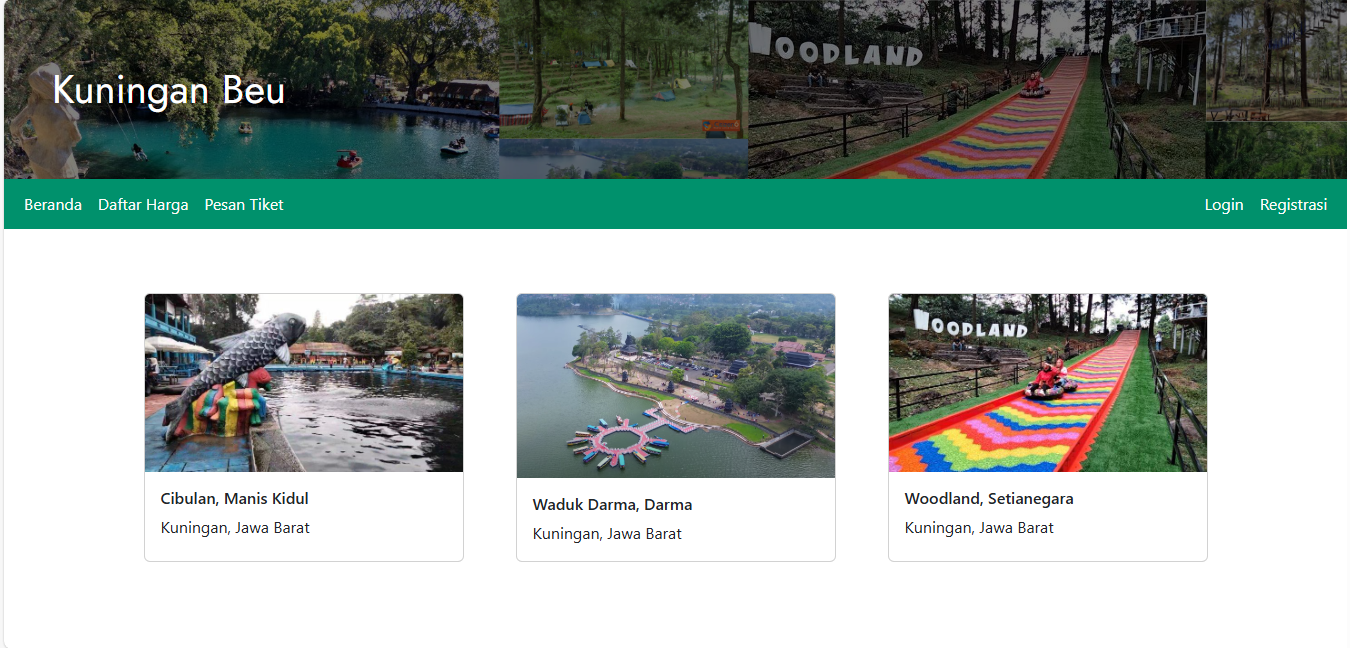 WOODLAND
Kuningan Beu
Beranda Daftar Harga Pesan Tiket Login Registrasi
WOODLAND
Cibulan, Manis Kidul
Kuningan, Jawa Barat
Waduk Darma, Darma
Kuningan, Jawa Barat
Woodland, Setianegara
Kuningan, Jawa Barat